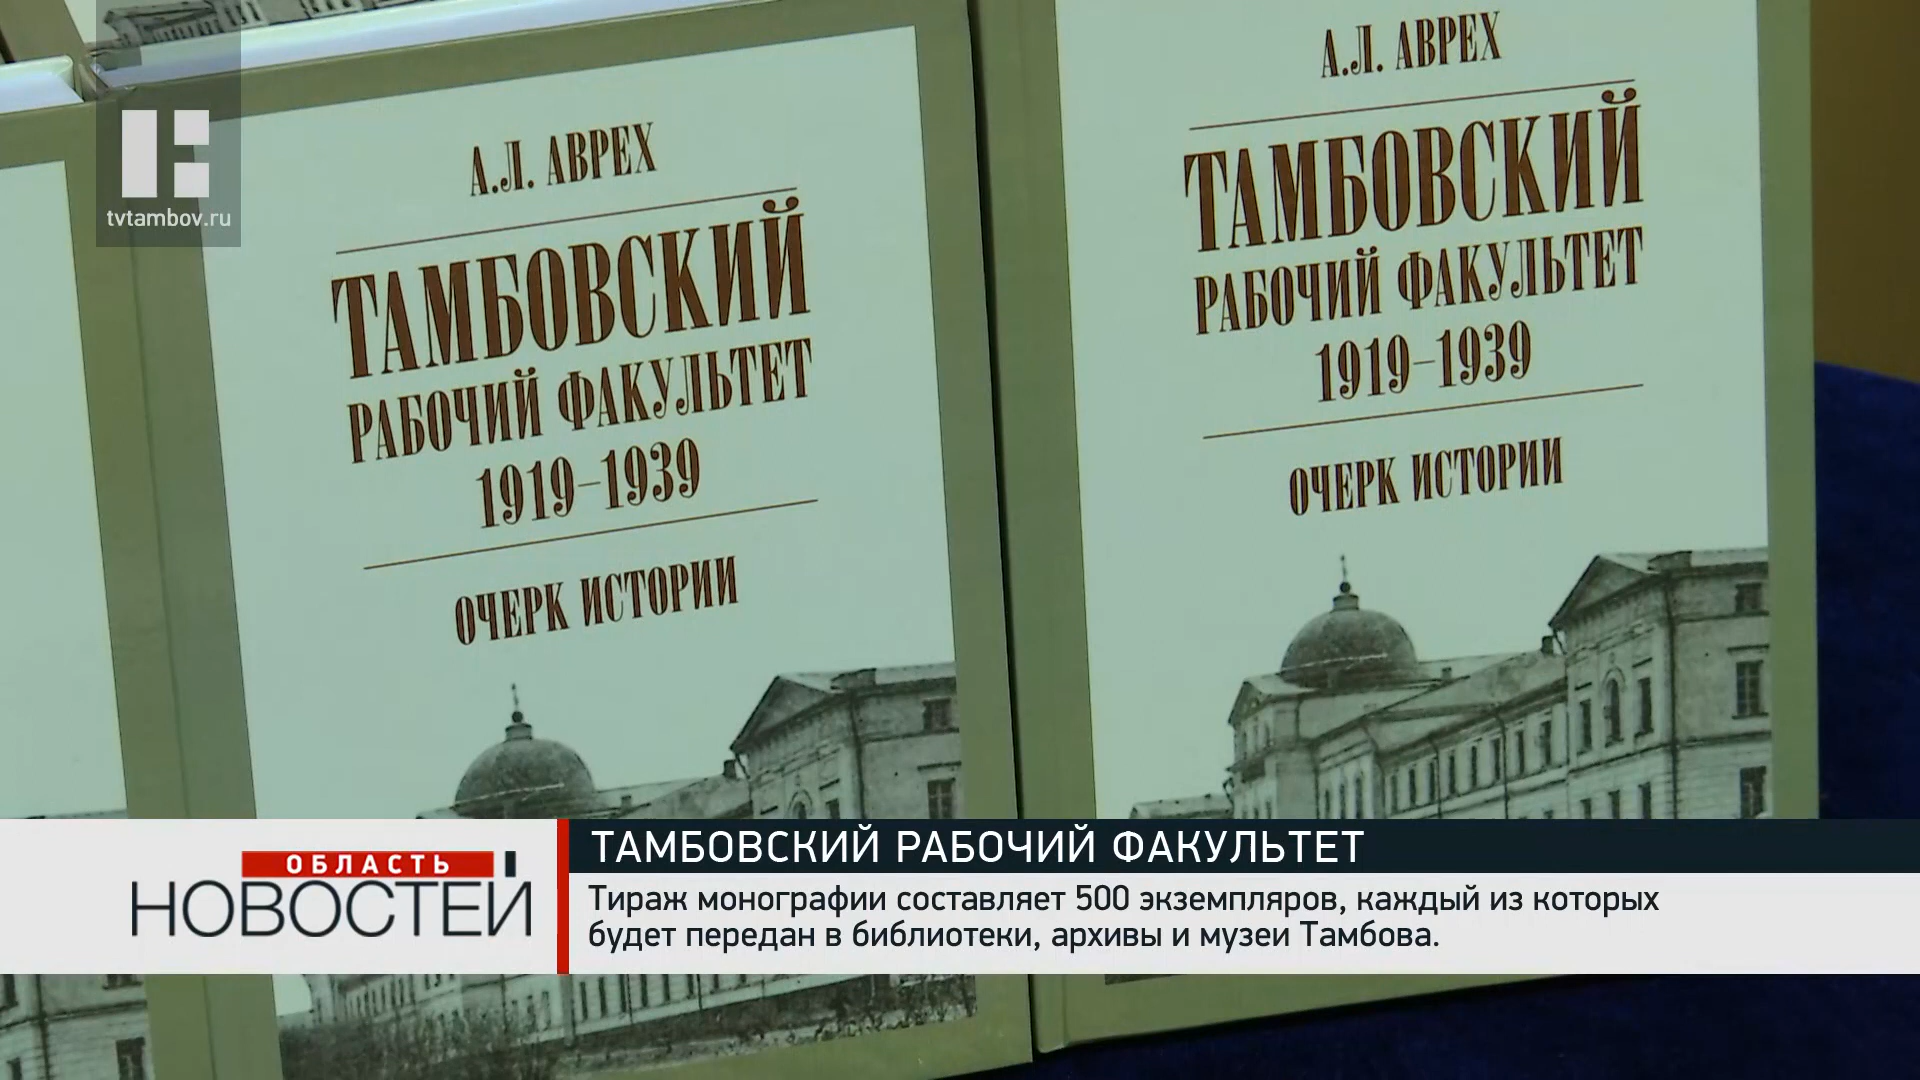 tvtambov.ru
А.Л. АВРЕХ
ТАМБОВСКИЙ
РАБОЧИЙ ФАКУЛЬТЕТ
1919–1939
ОЧЕРК ИСТОРИИ
А.Л. АВРЕХ
ТАМБОВСКИЙ
РАБОЧИЙ ФАКУЛЬТЕТ
1919–1939
ОЧЕРК ИСТОРИИ
ОБЛАСТЬ
НОВОСТЕЙ
ТАМБОВСКИЙ РАБОЧИЙ ФАКУЛЬТЕТ
Тираж монографии составляет 500 экземпляров, каждый из которых
будет передан в библиотеки, архивы и музеи Тамбова.